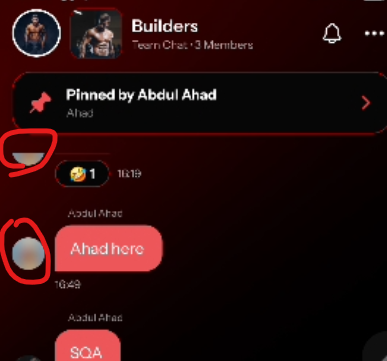 Builders
Team Chat • 3 Members
Pinned by Abdul Ahad
Ahad
🤣 1
16:19
Abdul Ahad
Ahad here
16:49
Abdul Ahad
SQA